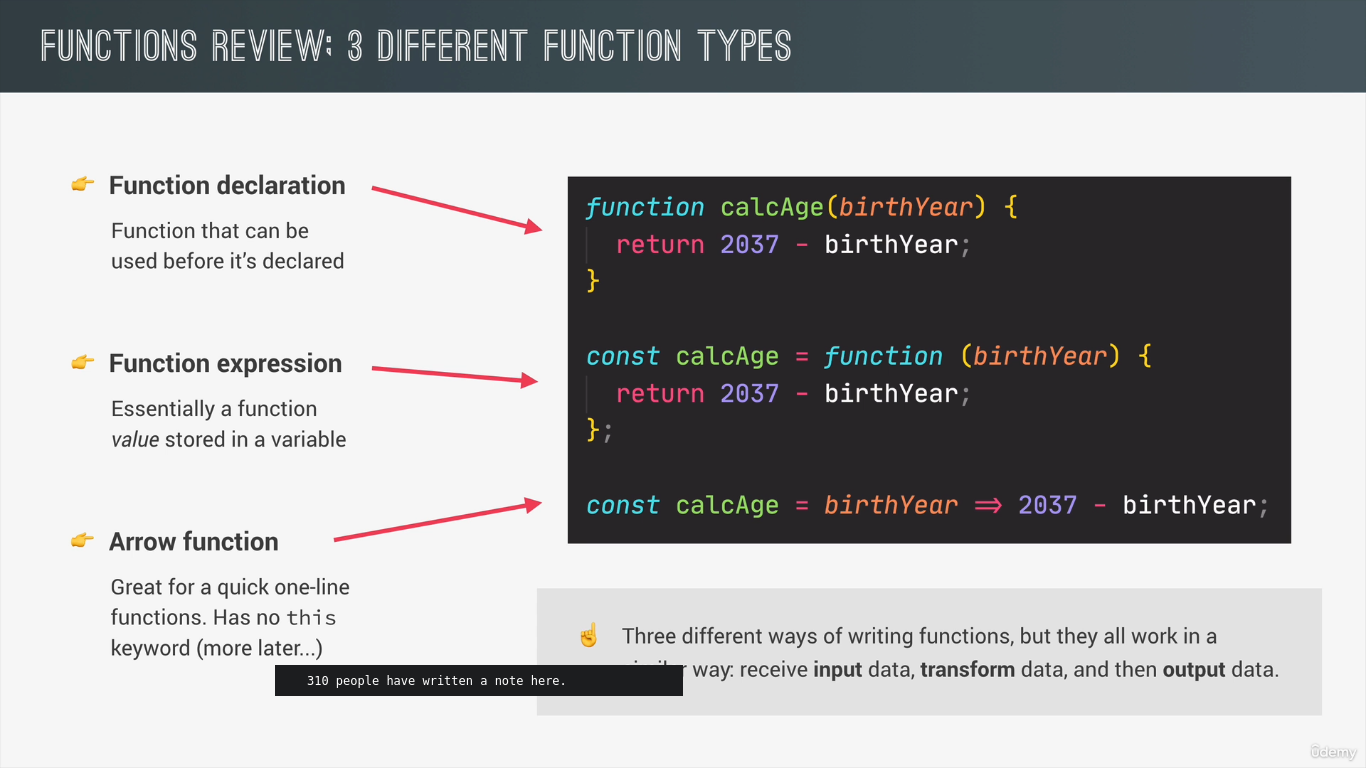 FUNCTIONS REVIEW; 3 DIFFERENT FUNCTION TYPES
👉 Function declaration
Function that can be
used before it’s declared
👉 Function expression
Essentially a function
value stored in a variable
👉 Arrow function
Great for a quick one-line
functions. Has no this
keyword (more later...)
function calcAge(birthYear) {
return 2037 - birthYear;
}
const calcAge = function (birthYear) {
return 2037 - birthYear;
};
const calcAge = birthYear => 2037 - birthYear;
☝️ Three different ways of writing functions, but they all work in a
way: receive input data, transform data, and then output data.
310 people have written a note here.
ûdemy